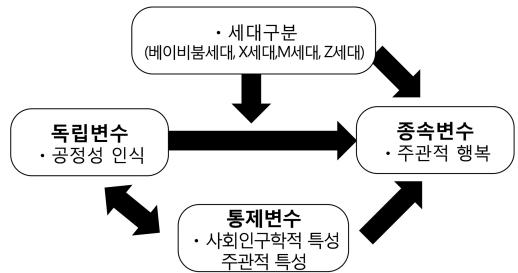 ・세대구분
(베이비붐세대, X세대,M세대, Z세대)
독립변수
・공정성 인식
종속변수
・주관적 행복
통제변수
・사회인구학적 특성
주관적 특성